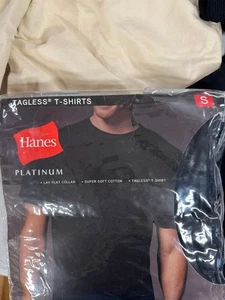 TAGLESS® T-SHIRTS
S
Hanes
PLATINUM
• LAY FLAT COLLAR • SUPER SOFT COTTON • TAGLESS® T-SHIRT